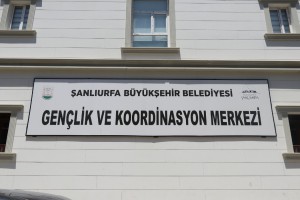 ŞANLIURFA BÜYÜKŞEHİR BELEDİYESİ
GENÇLİK VE KOORDİNASYON MERKEZİ